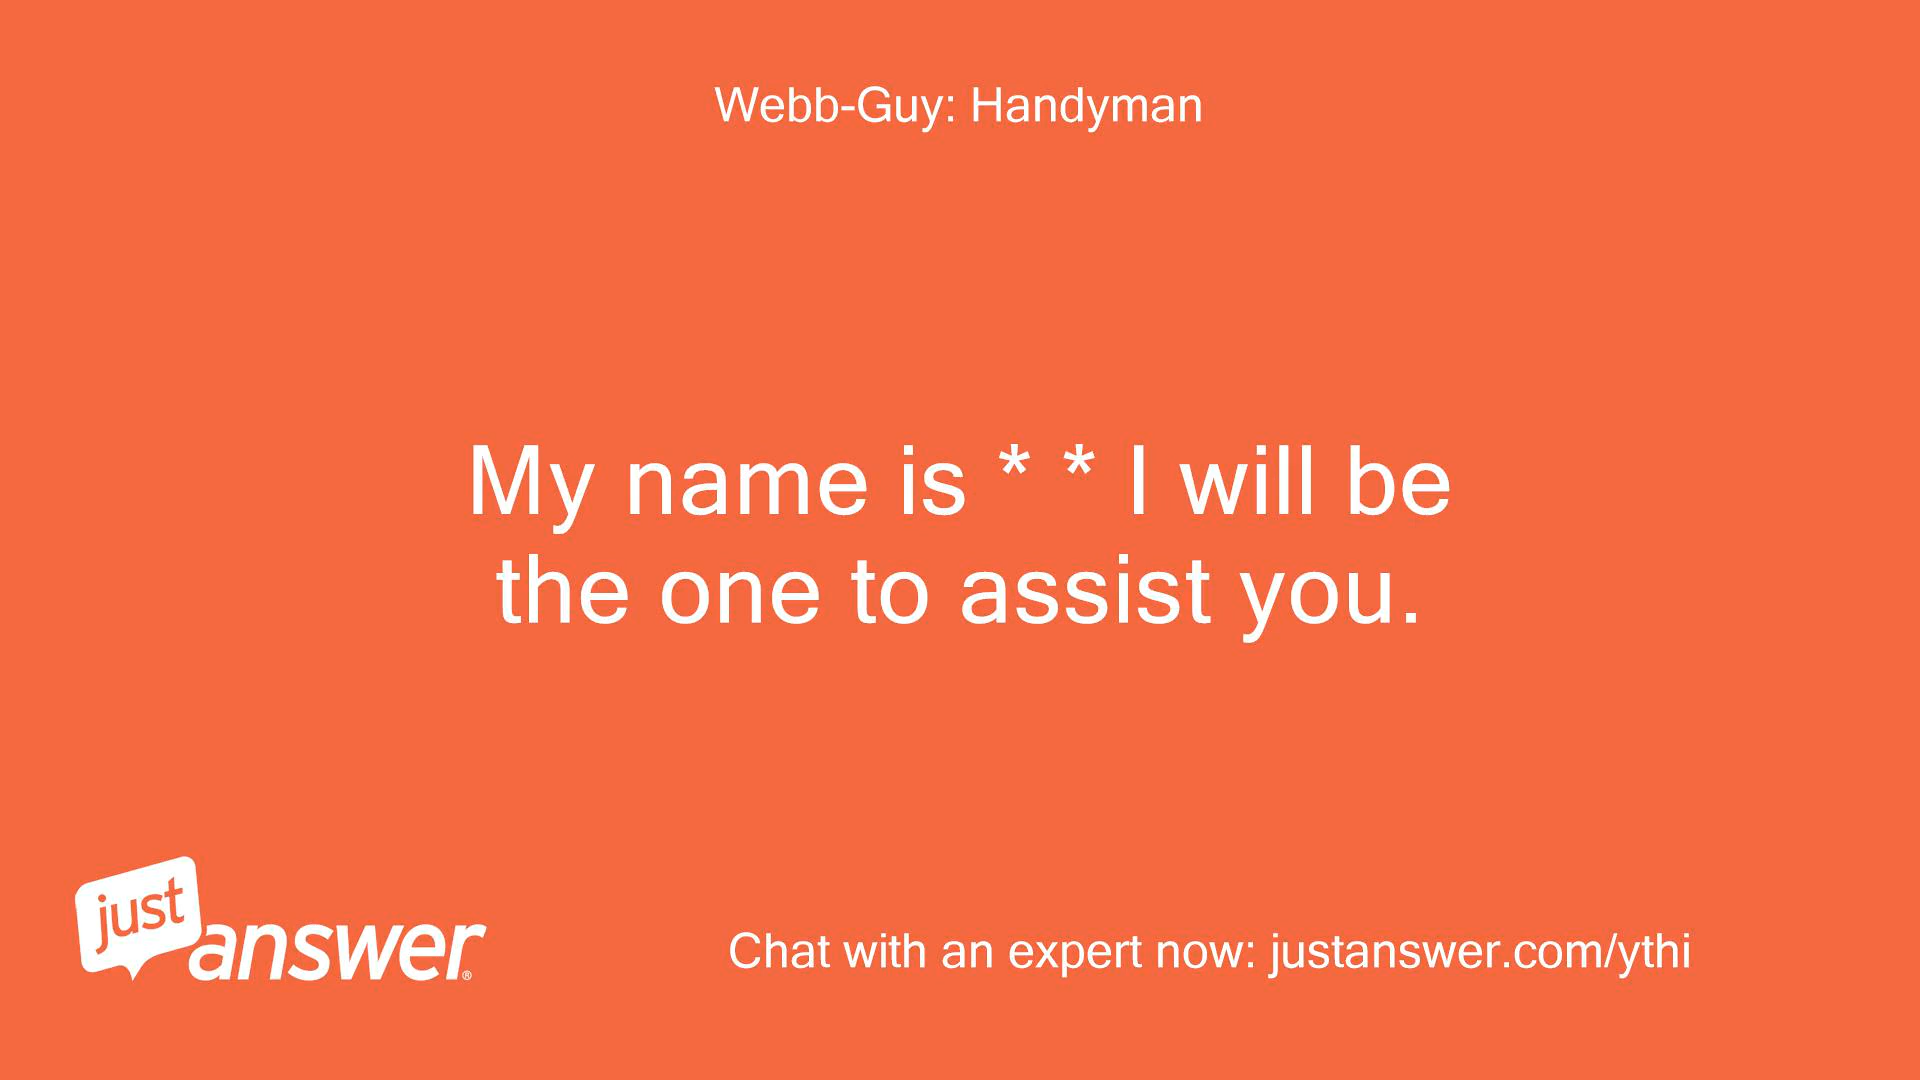 Webb-Guy: Handyman
My name is * * I will be
the one to assist you.
just
answer®
Chat with an expert now: justanswer.com/ythi